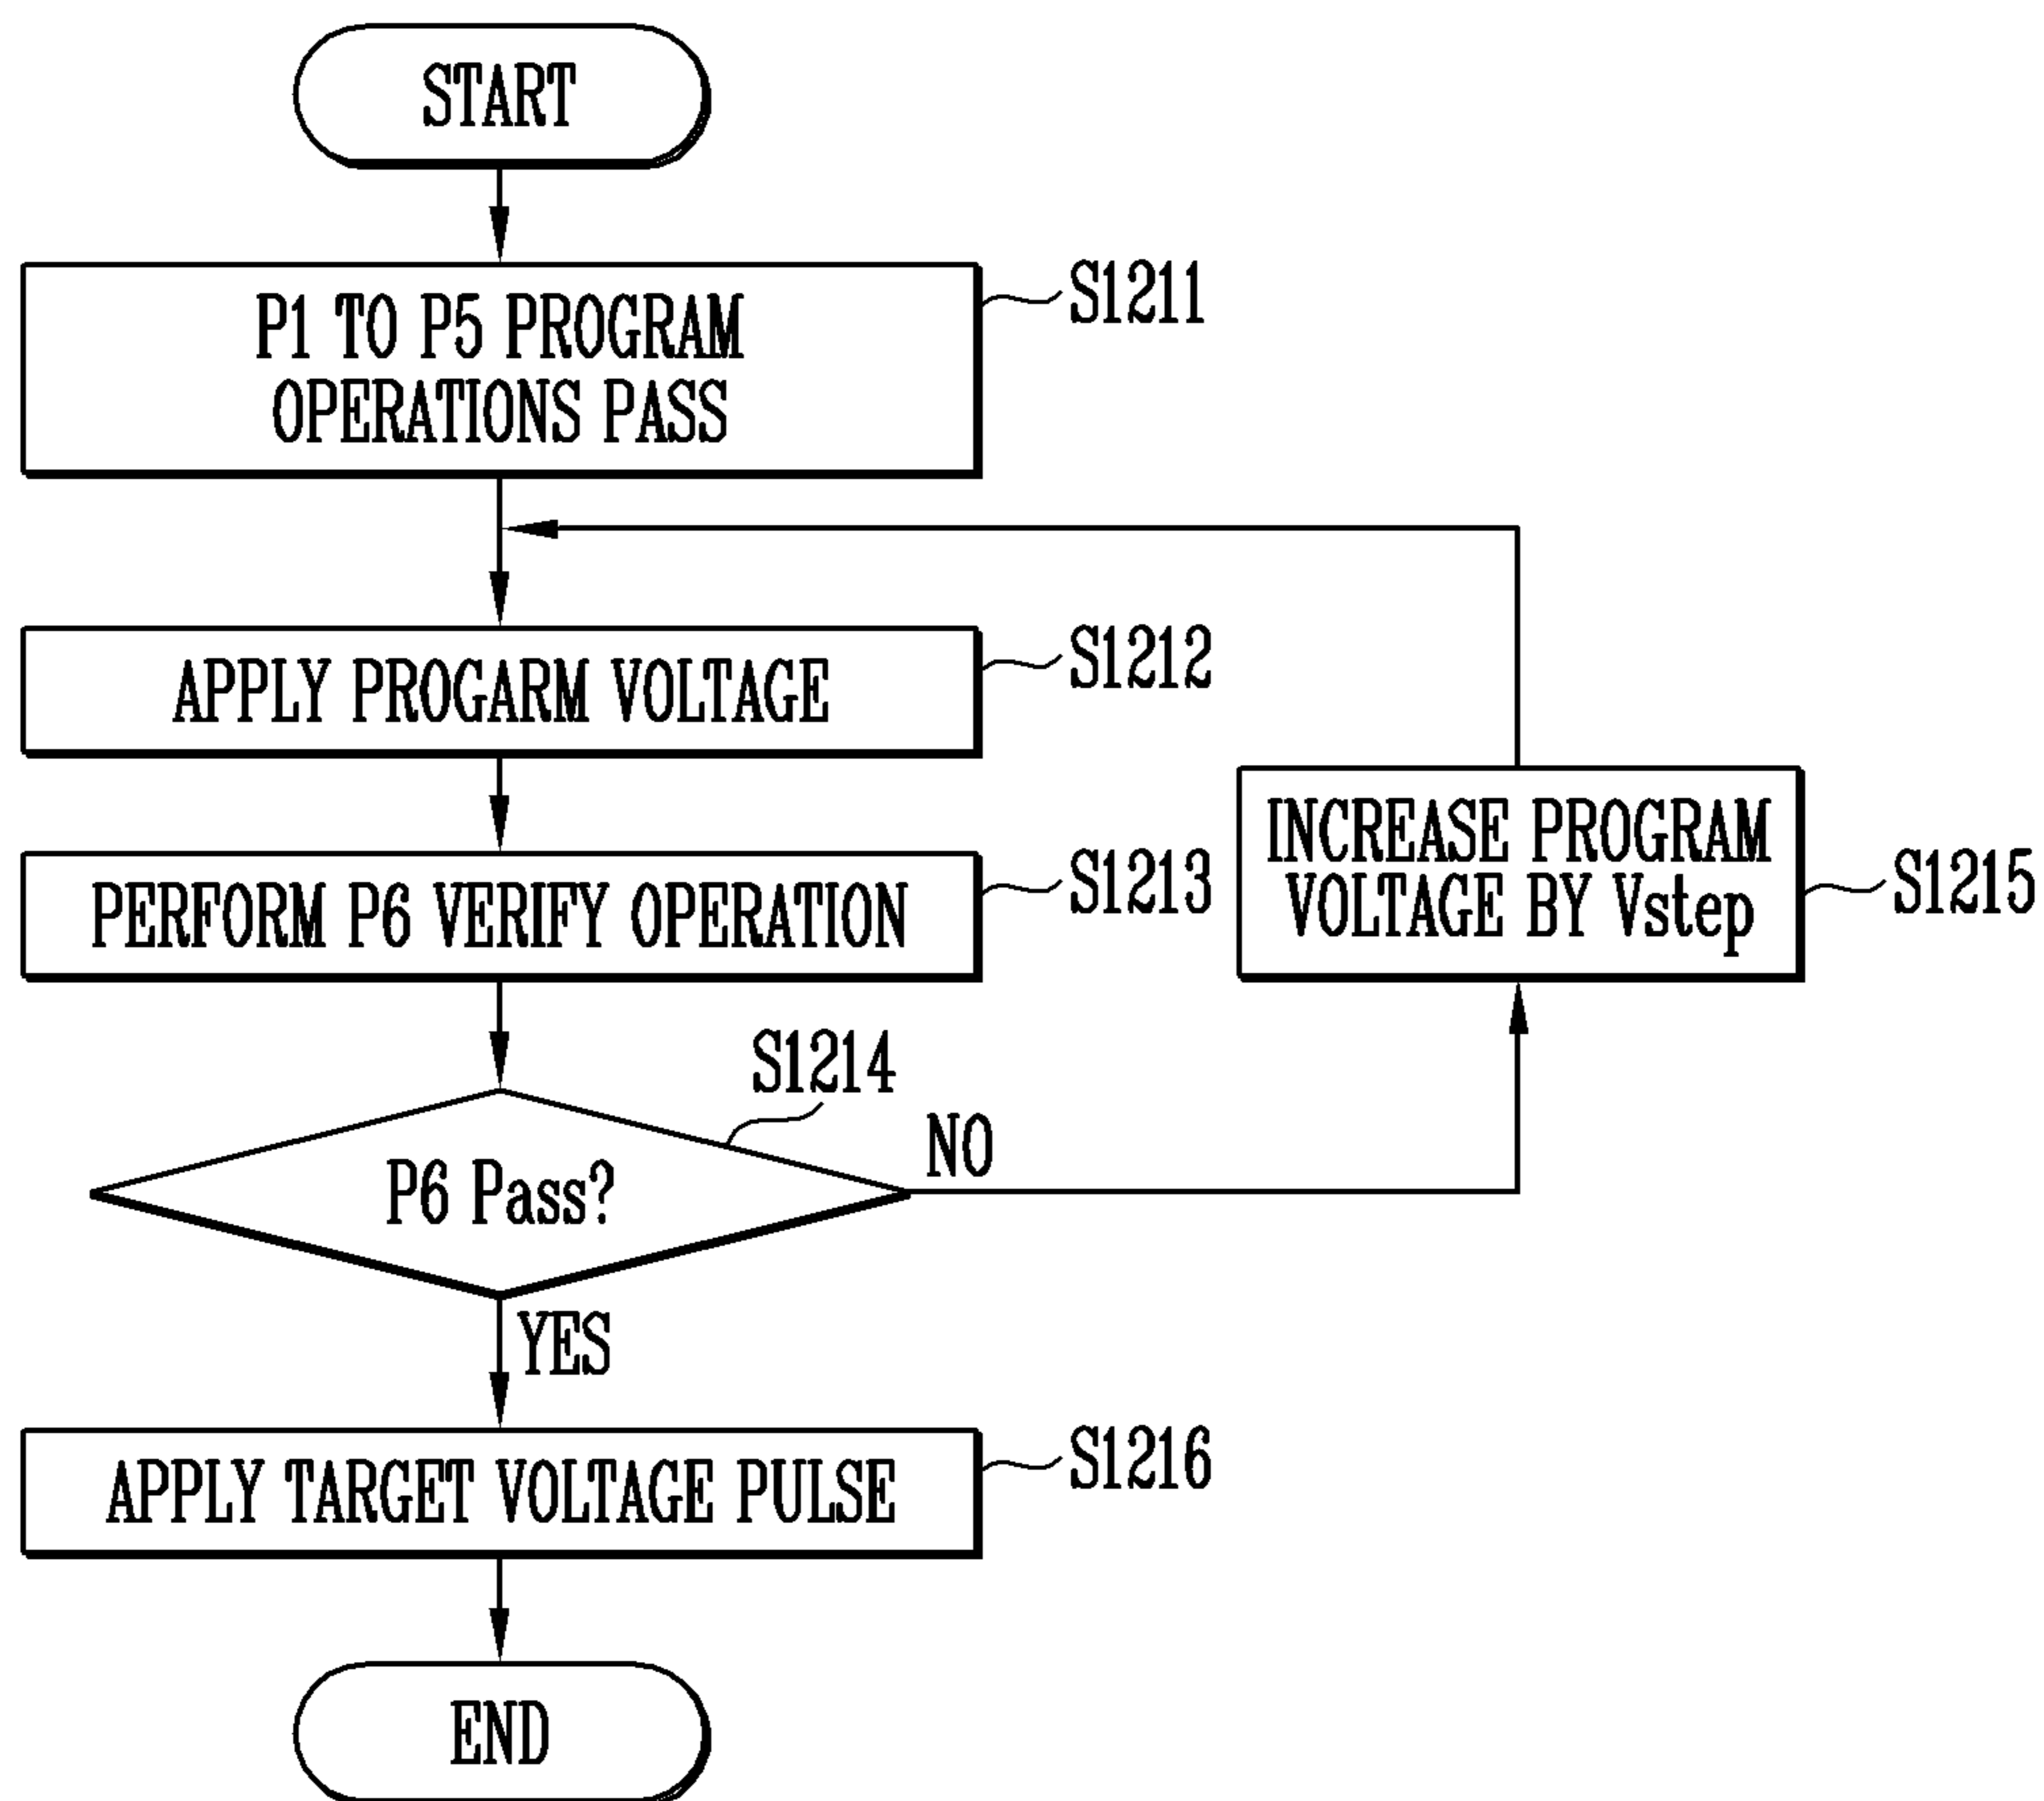 START
P1 TO P5 PROGRAM
OPERATIONS PASS
S1211
APPLY PROGARM VOLTAGE
S1212
PERFORM P6 VERIFY OPERATION
S1213
INCREASE PROGRAM
VOLTAGE BY Vstep
S1215
S1214
P6 Pass?
NO
YES
APPLY TARGET VOLTAGE PULSE
S1216
END